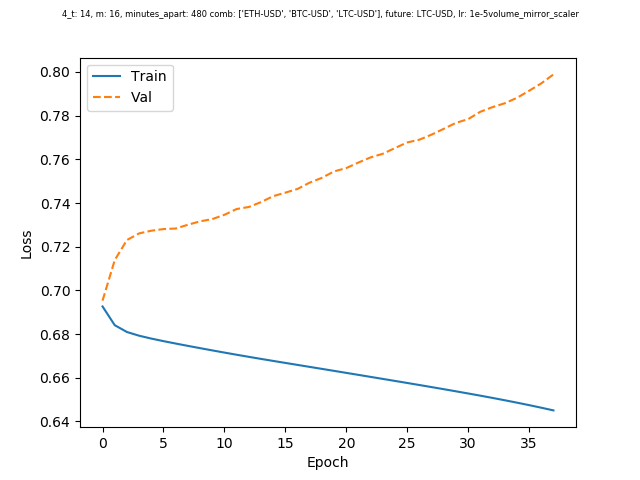 4_t: 14, m: 16, minutes_apart: 480 comb: ['ETH-USD', 'BTC-USD', 'LTC-USD'], future: LTC-USD, lr: 1e-5volume_mirror_scaler
Train
Val
Loss
0.80
0.78
0.76
0.74
0.72
0.70
0.68
0.66
0.64
0 5 10 15 20 25 30 35
Epoch